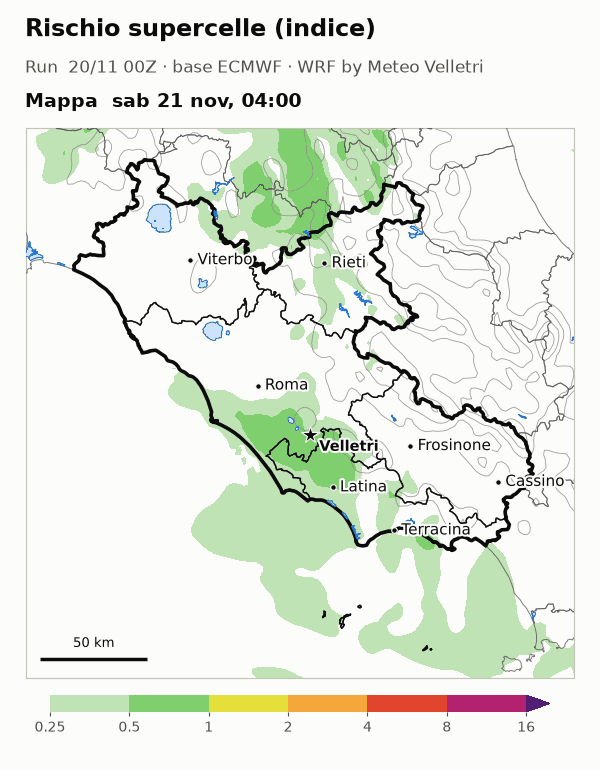 Rischio supercelle (indice)
Run  20/11 00Z · base ECMWF · WRF by Meteo Velletri
Mappa  sab 21 nov, 04:00
Viterbo
Rieti
Roma
Velletri
Frosinone
Latina
Cassino
Terracina
50 km
0.25 0.5 1 2 4 8 16